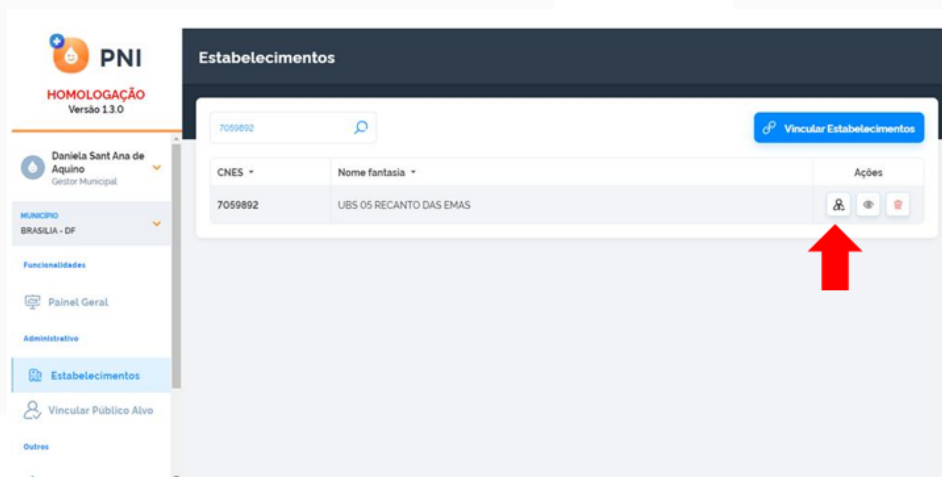 PNI
HOMOLOGAÇÃO
Versão 1.3.0
Daniela Sant Ana de
Aquino
Gestor Municipal
MUNICÍPIO
BRASILIA - DF
Funcionalidades
Painel Geral
Administrativo
Estabelecimentos
Vincular Público Alvo
Outros
Estabelecimentos
7059892
Vincular Estabelecimentos
CNES
Nome fantasia
Ações
7059892
UBS 05 RECANTO DAS EMAS